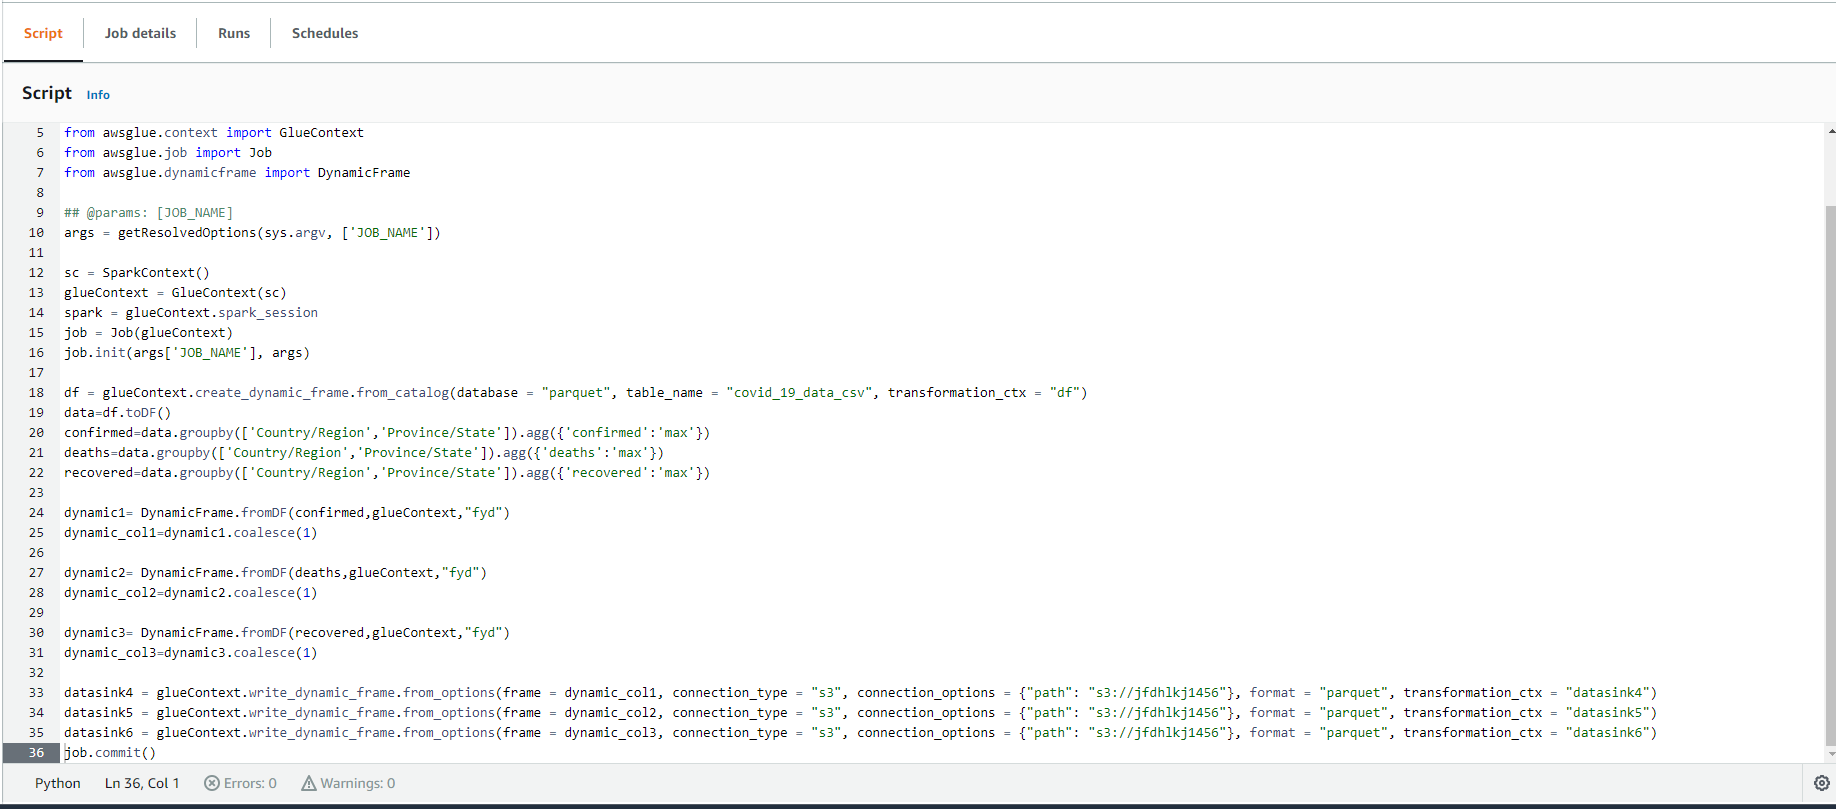 Script Job details Runs Schedules
Script Info
5 from awsglue.context import GlueContext
6 from awsglue.job import Job
7 from awsglue.dynamicframe import DynamicFrame
8
9 ## @params: [JOB_NAME]
10 args = getResolvedOptions(sys.argv, ['JOB_NAME'])
11
12 sc = SparkContext()
13 glueContext = GlueContext(sc)
14 spark = glueContext.spark_session
15 job = Job(glueContext)
16 job.init(args['JOB_NAME'], args)
17
18 df = glueContext.create_dynamic_frame.from_catalog(database = "parquet", table_name = "covid_19_data_csv", transformation_ctx = "df")
19 data=df.toDF()
20 confirmed=data.groupby(['Country/Region','Province/State']).agg({'confirmed':'max'})
21 deaths=data.groupby(['Country/Region','Province/State']).agg({'deaths':'max'})
22 recovered=data.groupby(['Country/Region','Province/State']).agg({'recovered':'max'})
23
24 dynamic1= DynamicFrame.fromDF(confirmed,glueContext,"fyd")
25 dynamic_col1=dynamic1.coalesce(1)
26
27 dynamic2= DynamicFrame.fromDF(deaths,glueContext,"fyd")
28 dynamic_col2=dynamic2.coalesce(1)
29
30 dynamic3= DynamicFrame.fromDF(recovered,glueContext,"fyd")
31 dynamic_col3=dynamic3.coalesce(1)
32
33 datasink4 = glueContext.write_dynamic_frame.from_options(frame = dynamic_col1, connection_type = "s3", connection_options = {"path": "s3://jfdhlkj1456"}, format = "parquet", transformation_ctx = "datasink4")
34 datasink5 = glueContext.write_dynamic_frame.from_options(frame = dynamic_col2, connection_type = "s3", connection_options = {"path": "s3://jfdhlkj1456"}, format = "parquet", transformation_ctx = "datasink5")
35 datasink6 = glueContext.write_dynamic_frame.from_options(frame = dynamic_col3, connection_type = "s3", connection_options = {"path": "s3://jfdhlkj1456"}, format = "parquet", transformation_ctx = "datasink6")
36 job.commit()
Python Ln 36, Col 1 Errors: 0 Warnings: 0